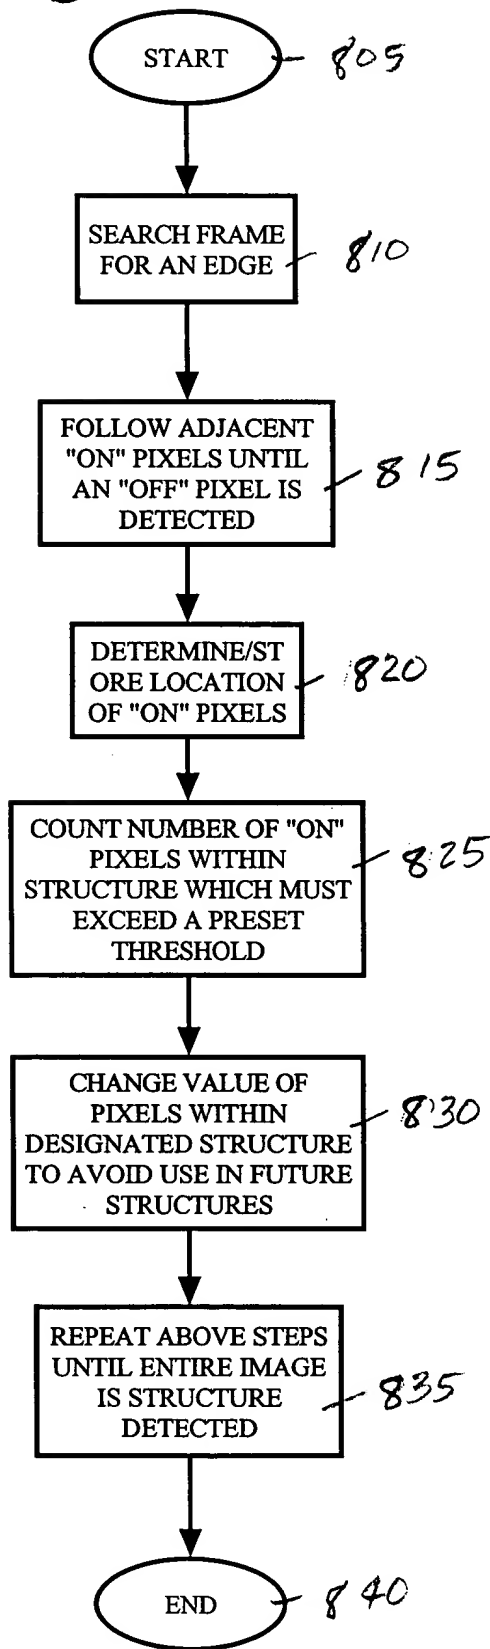 START
805
SEARCH FRAME
FOR AN EDGE
810
FOLLOW ADJACENT
"ON" PIXELS UNTIL
AN "OFF" PIXEL IS
DETECTED
815
DETERMINE/ST
ORE LOCATION
OF "ON" PIXELS
820
COUNT NUMBER OF "ON"
PIXELS WITHIN
STRUCTURE WHICH MUST
EXCEED A PRESET
THRESHOLD
825
CHANGE VALUE OF
PIXELS WITHIN
DESIGNATED STRUCTURE
TO AVOID USE IN FUTURE
STRUCTURES
830
REPEAT ABOVE STEPS
UNTIL ENTIRE IMAGE
IS STRUCTURE
DETECTED
835
END
840